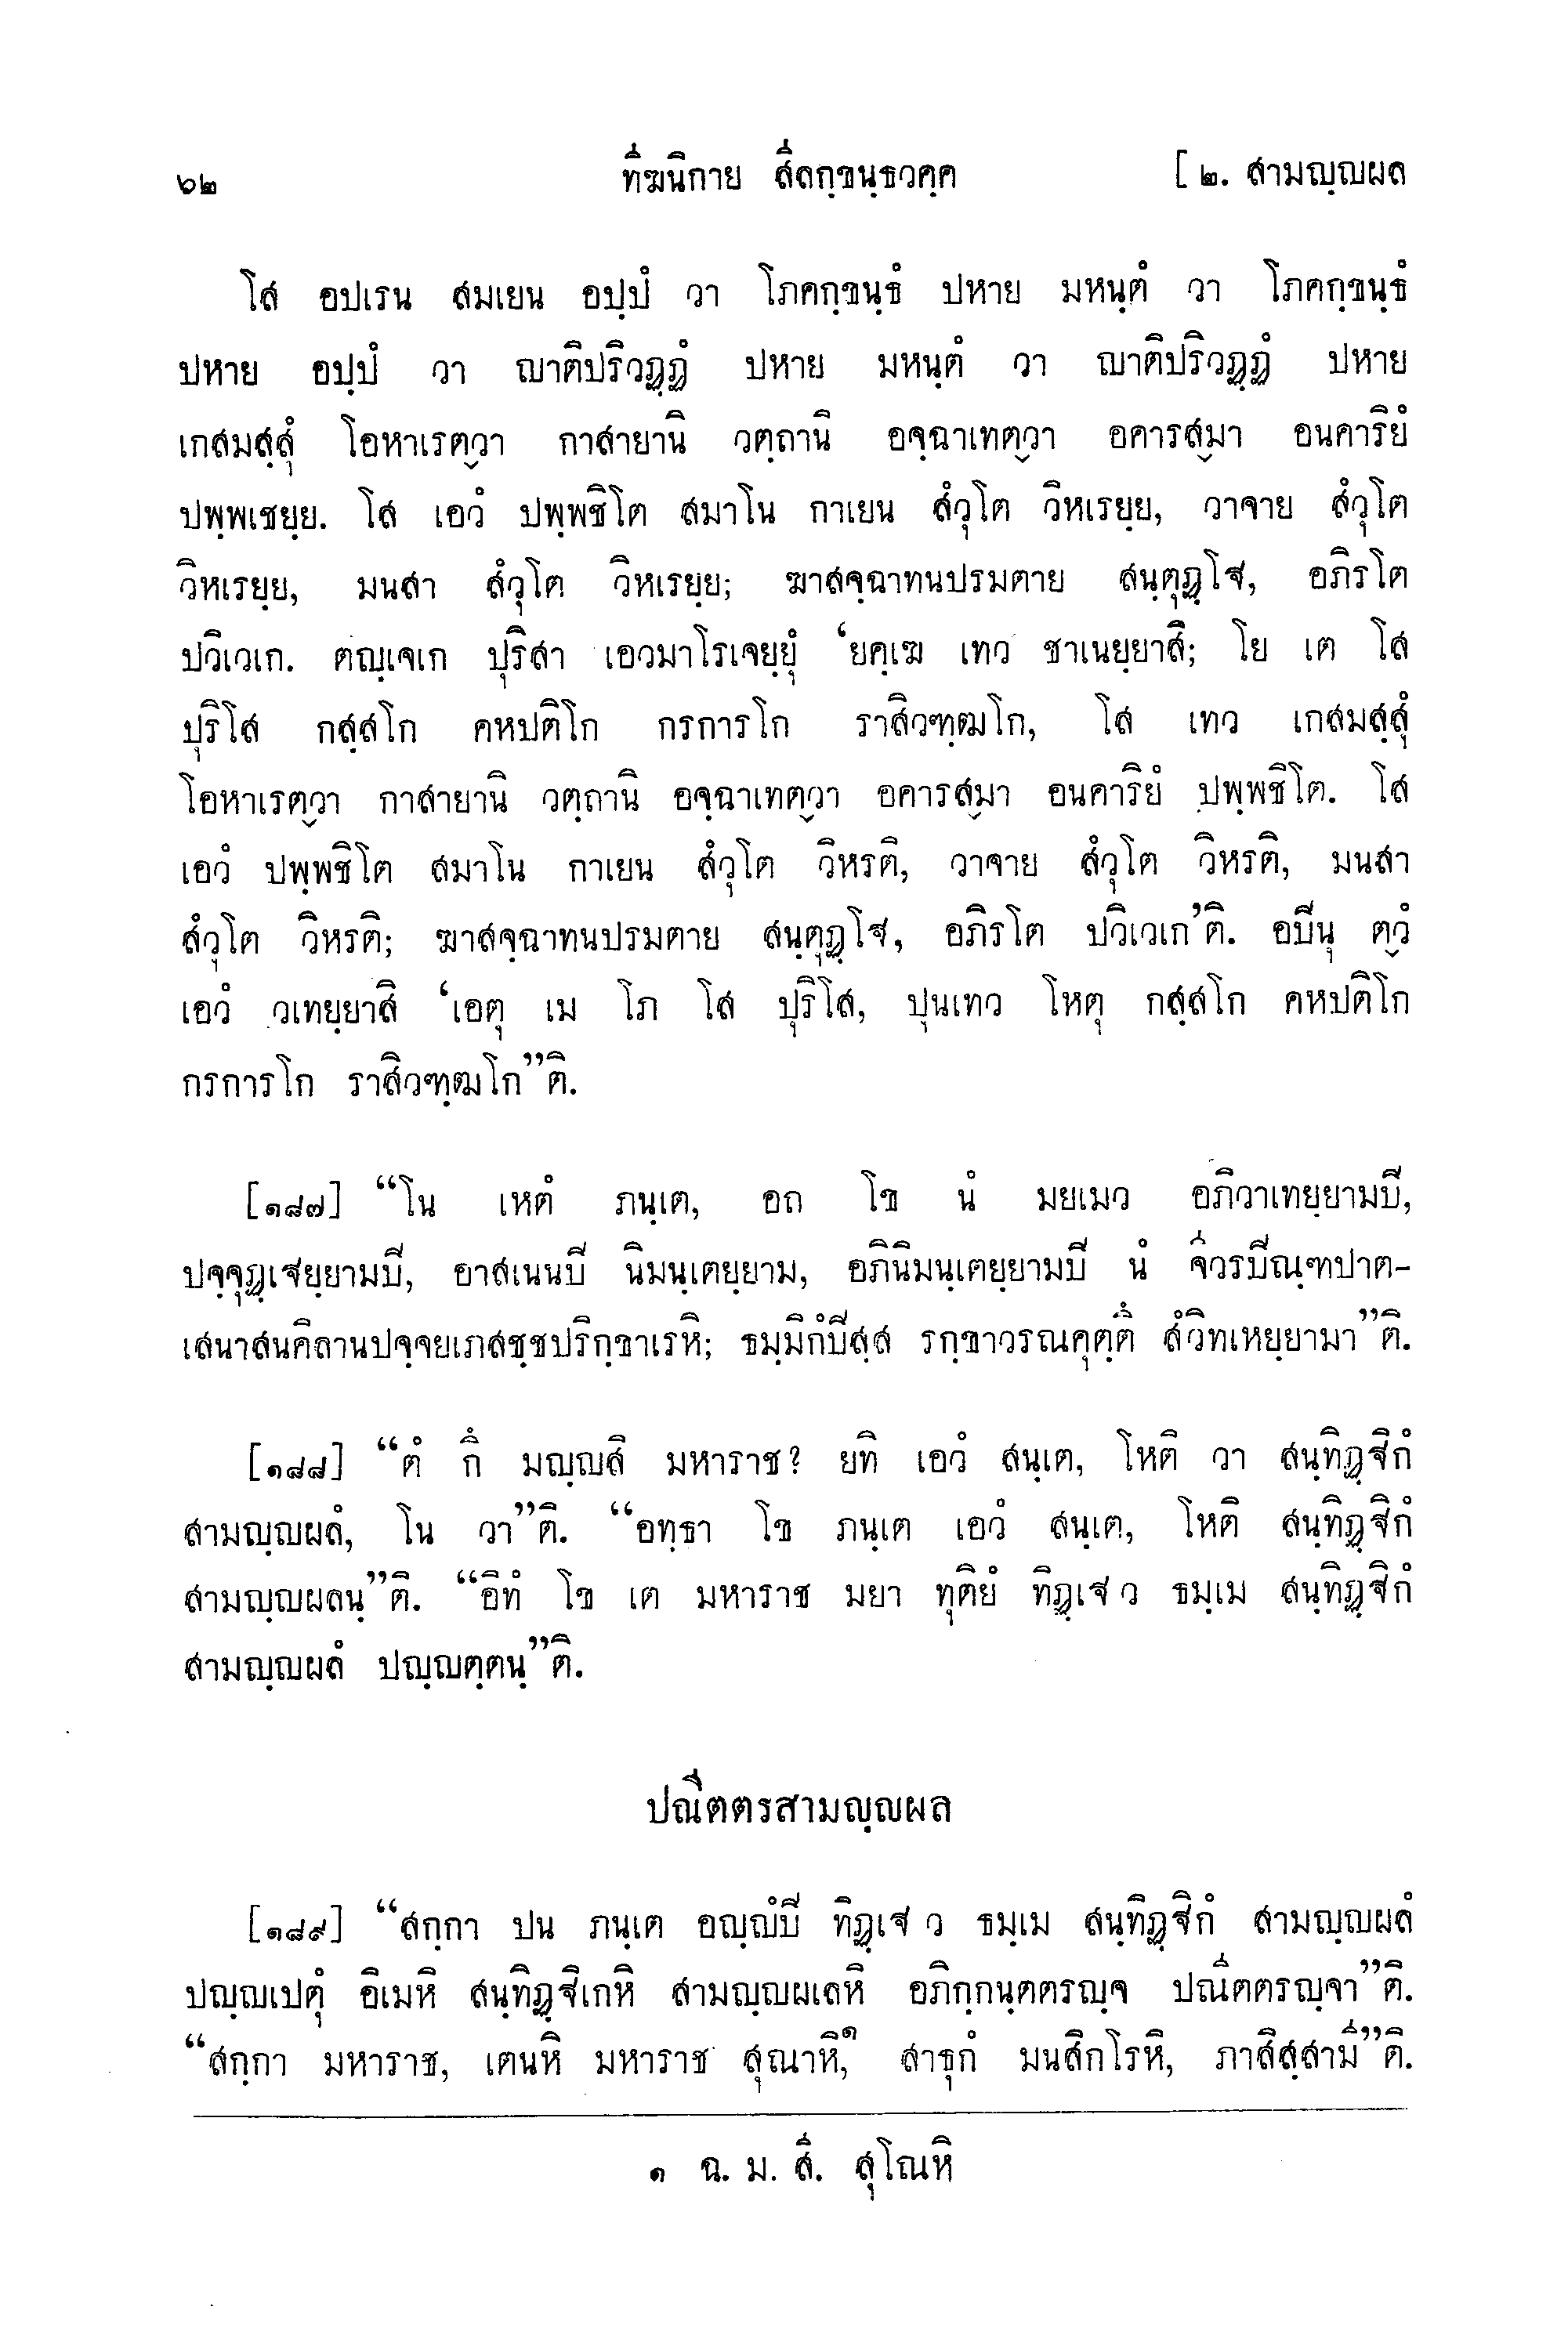 ๖๒ ทีฆนิกาย สีลกฺขนฺธวคฺค [ ๒. สามญฺญผล
โส อปเรน สมเยน อปฺปํ วา โภคกฺขนฺธํ ปหาย มหนฺตํ วา โภคกฺขนฺธํ
ปหาย อปฺปํ วา ญาติปริวฏฺฏํ ปหาย มหนฺตํ วา ญาติปริวฏฺฏํ ปหาย
เกสมสฺสุํ โอหาเรตฺวา กาสายานิ วตฺถานิ อจฺฉาเทตฺวา อคารสฺมา อนคาริยํ
ปพฺพเชยฺย. โส เอวํ ปพฺพชิโต สมาโน กาเยน สํวุโต วิหเรยฺย, วาจาย สํวุโต
วิหเรยฺย, มนสา สํวุโต วิหเรยฺย; ฆาสจฺฉาทนปรมตาย สนฺตุฏฺโฐ, อภิรโต
ปวิเวเก. ตญฺเจเก ปุริสา เอวมาโรเจยฺยุํ ‘ยคฺเฆ เทว ชาเนยฺยาสิ; โย เต โส
ปุริโส กสฺสโก คหปติโก กรการโก ราสิวฑฺฒโก, โส เทว เกสมสฺสุํ
โอหาเรตฺวา กาสายานิ วตฺถานิ อจฺฉาเทตฺวา อคารสฺมา อนคาริยํ ปพฺพชิโต. โส
เอวํ ปพฺพชิโต สมาโน กาเยน สํวุโต วิหรติ, วาจาย สํวุโต วิหรติ, มนสา
สํวุโต วิหรติ; ฆาสจฺฉาทนปรมตาย สนฺตุฏฺโฐ, อภิรโต ปวิเวเก’ติ. อปินุ ตฺวํ
เอวํ วเทยฺยาสิ ‘เอตุ เม โภ โส ปุริโส, ปุนเทว โหตุ กสฺสโก คหปติโก
กรการโก ราสิวฑฺฒโก”ติ.
[๑๘๗] “โน เหตํ ภนฺเต, อถ โข นํ มยเมว อภิวาเทยฺยามปิ,
ปจฺจุฏฺเฐยฺยามปิ, อาสเนนปิ นิมนฺเตยฺยาม, อภินิมนฺเตยฺยามปิ นํ จีวรปิณฺฑปาต-
เสนาสนคิลานปจฺจยเภสชฺชปริกฺขาเรหิ; ธมฺมิกํปิสฺส รกฺขาวรณคุตฺตึ สํวิทเหยฺยามา”ติ.
[๑๘๘] “ตํ กึ มญฺญสิ มหาราช? ยทิ เอวํ สนฺเต, โหติ วา สนฺทิฏฺฐิกํ
สามญฺญผลํ, โน วา”ติ. “อทฺธา โข ภนฺเต เอวํ สนฺเต, โหติ สนฺทิฏฺฐิกํ
สามญฺญผลนฺ”ติ. “อิทํ โข เต มหาราช มยา ทุติยํ ทิฏฺเฐ ว ธมฺเม สนฺทิฏฺฐิกํ
สามญฺญผลํ ปญฺญตฺตนฺ”ติ.
ปณีตตรสามญฺญผล
[๑๘๙] “สกฺกา ปน ภนฺเต อญฺญํปิ ทิฏฺเฐ ว ธมฺเม สนฺทิฏฺฐิกํ สามญฺญผลํ
ปญฺญเปตุํ อิเมหิ สนฺทิฏฺฐิเกหิ สามญฺญผเลหิ อภิกฺกนฺตตรญฺจ ปณีตตรญฺจา”ติ.
“สกฺกา มหาราช, เตนหิ มหาราช สุณาหิ,๑ สาธุกํ มนสิกโรหิ, ภาสิสฺสามี”ติ.
๑ ฉ. ม. สี. สุโณหิ